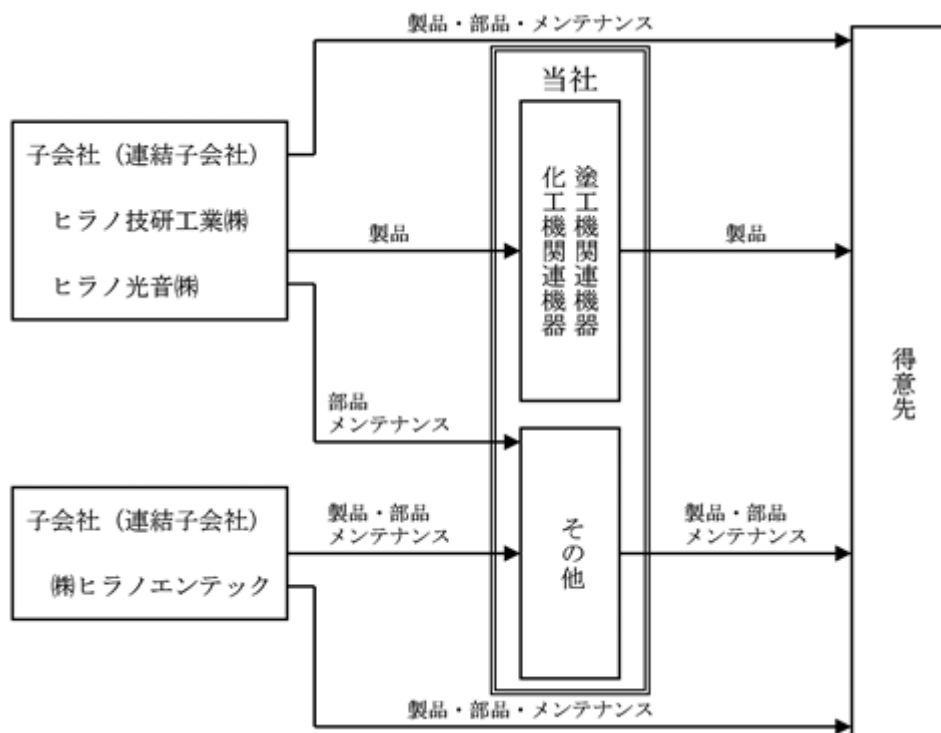 製品・部品・メンテナンス
当社
子会社（連結子会社）
ヒラノ技研工業㈱
ヒラノ光音㈱
製品
塗工機関連機器
化工機関連機器
製品
得意先
部品
メンテナンス
子会社（連結子会社）
㈱ヒラノエンテック
製品・部品
メンテナンス
その他
製品・部品
メンテナンス
製品・部品・メンテナンス